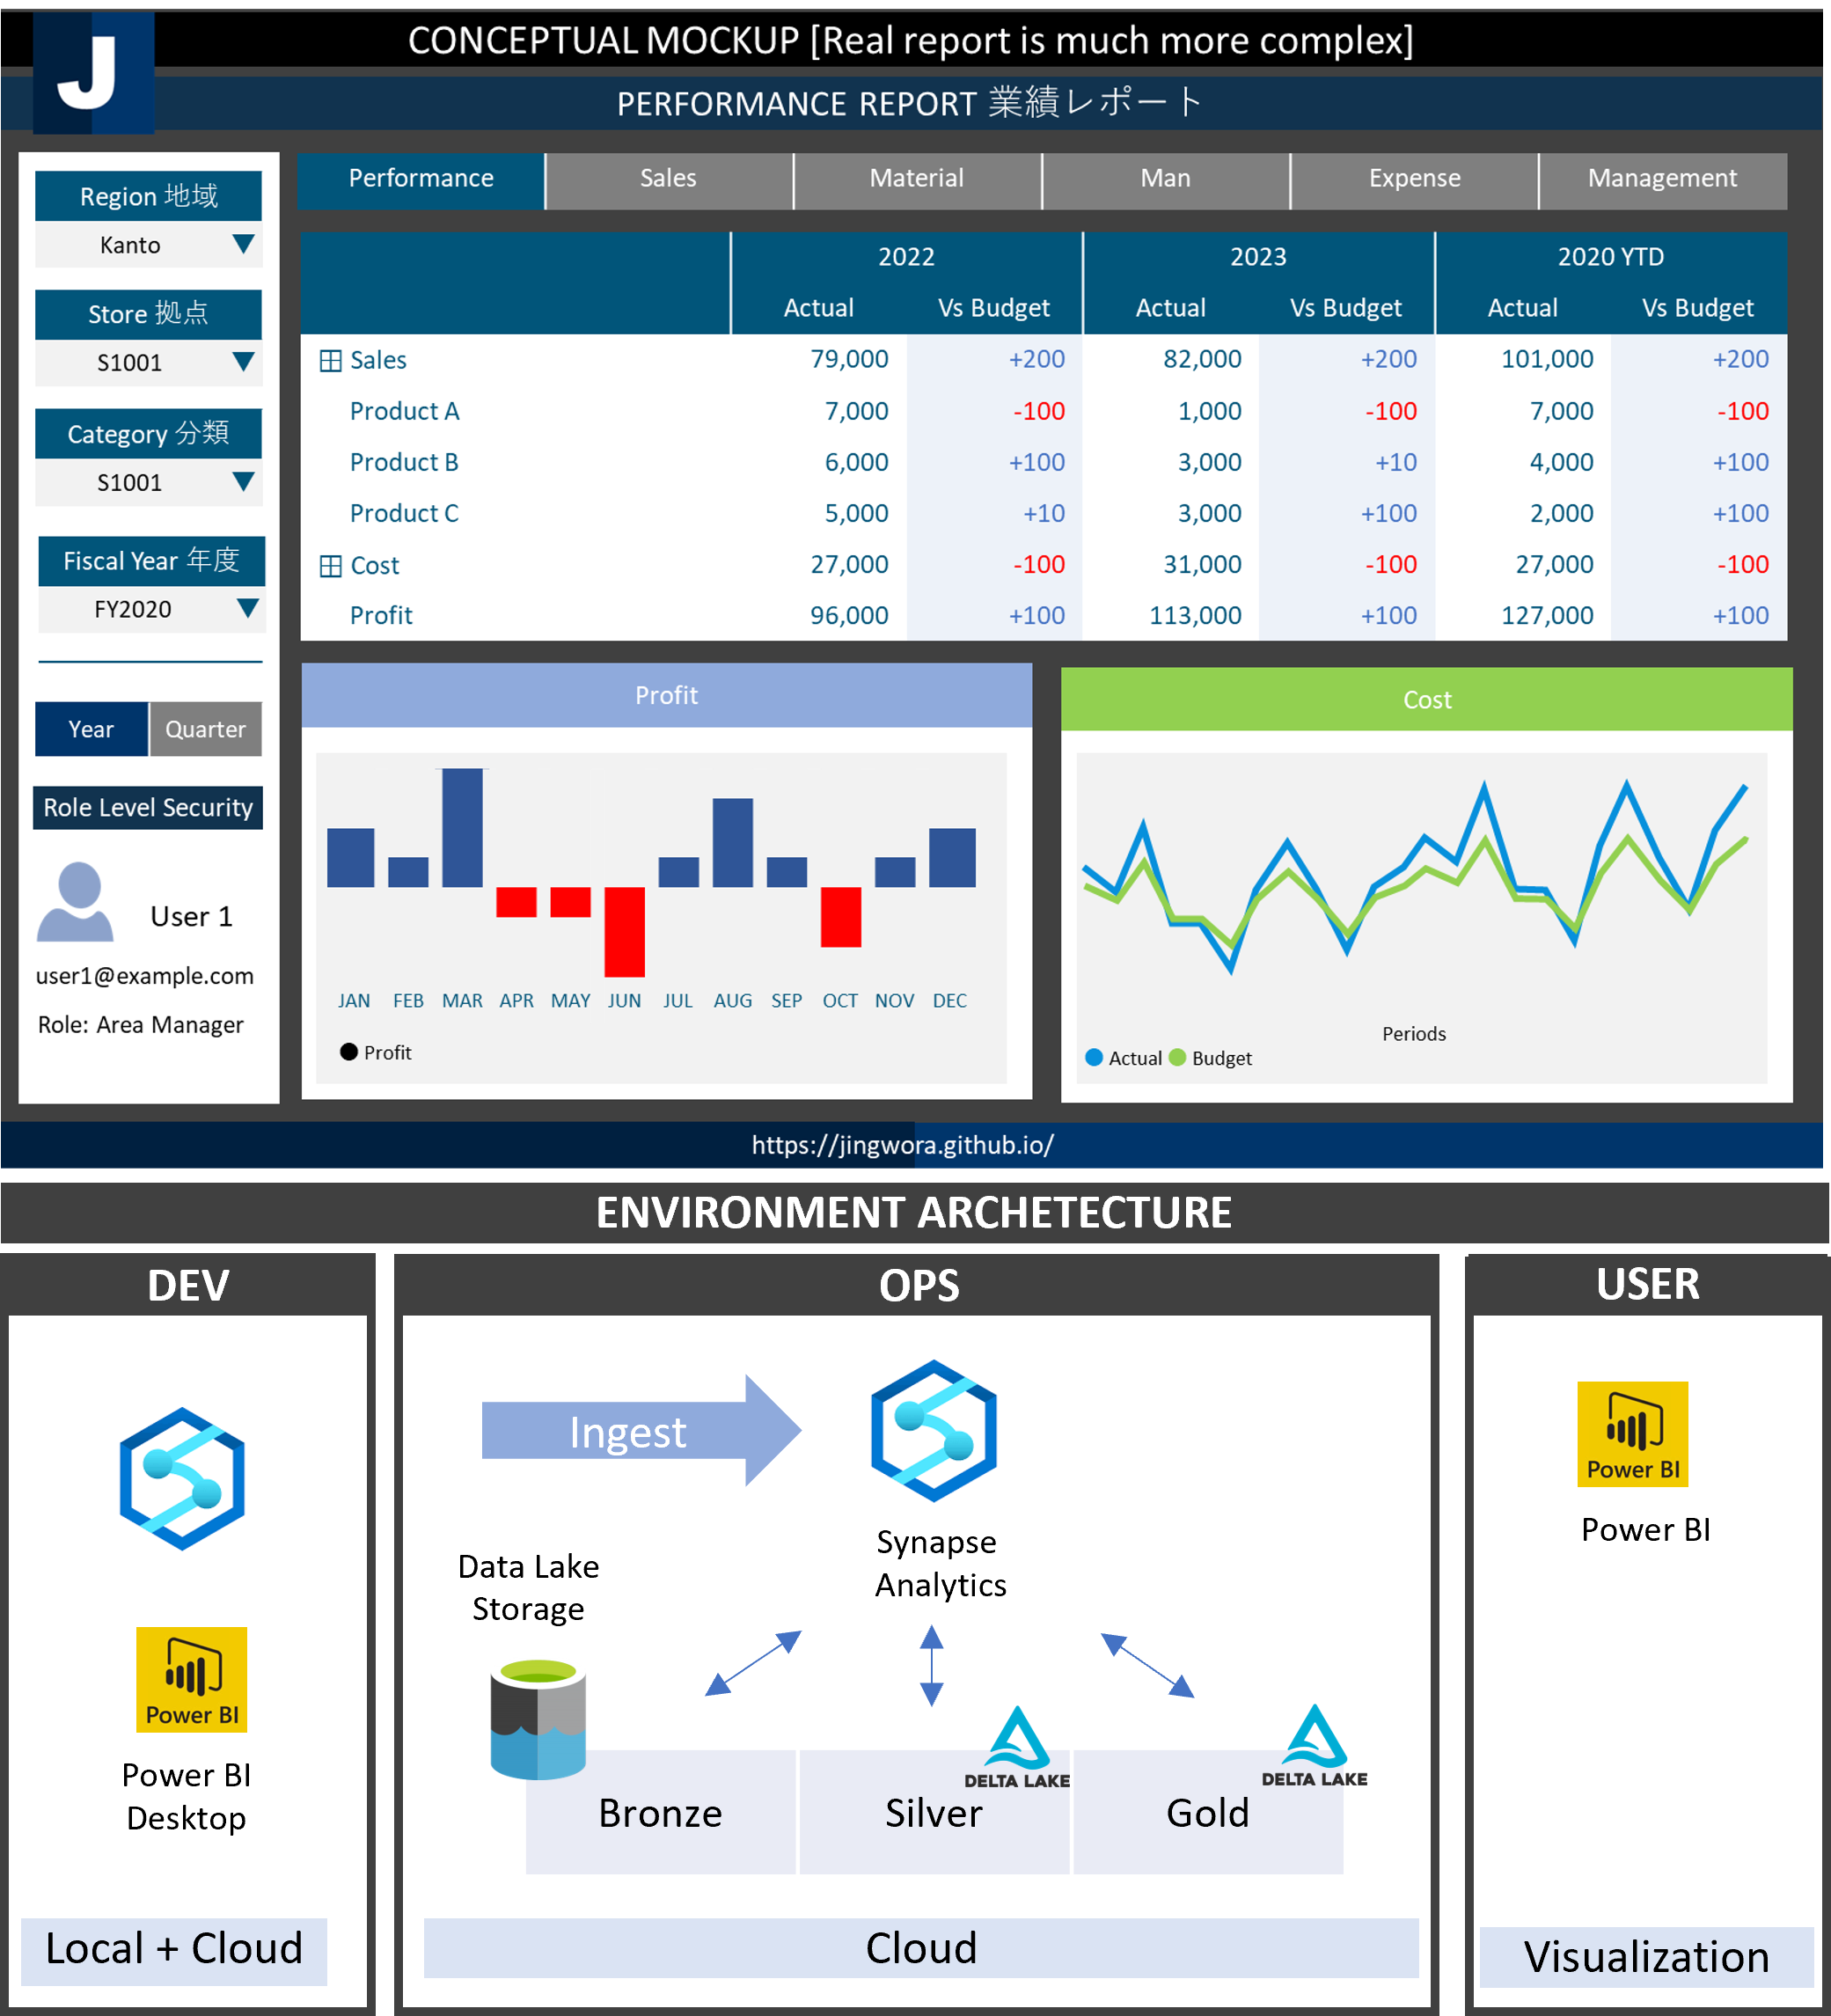 CONCEPTUAL MOCKUP [Real report is much more complex]
J
PERFORMANCE REPORT 業績レポート
Region 地域
Kanto
Store 拠点
S1001
Category 分類
S1001
Fiscal Year 年度
FY2020
Year Quarter
Role Level Security
User 1
user1@example.com
Role: Area Manager
Performance Sales Material Man Expense Management
2022 2023 2020 YTD
Actual Vs Budget Actual Vs Budget Actual Vs Budget
Sales 79,000 +200 82,000 +200 101,000 +200
Product A 7,000 -100 1,000 -100 7,000 -100
Product B 6,000 +100 3,000 +10 4,000 +100
Product C 5,000 +10 3,000 +100 2,000 +100
Cost 27,000 -100 31,000 -100 27,000 -100
Profit 96,000 +100 113,000 +100 127,000 +100
Profit
JAN FEB MAR APR MAY JUN JUL AUG SEP OCT NOV DEC
Profit
Cost
Periods
Actual Budget
https://jingwora.github.io/
ENVIRONMENT ARCHETECTURE
DEV
Power BI
Power BI
Desktop
Local + Cloud
OPS
Ingest
Synapse
Analytics
Data Lake
Storage
DELTA LAKE
DELTA LAKE
Bronze Silver Gold
Cloud
USER
Power BI
Power BI
Visualization